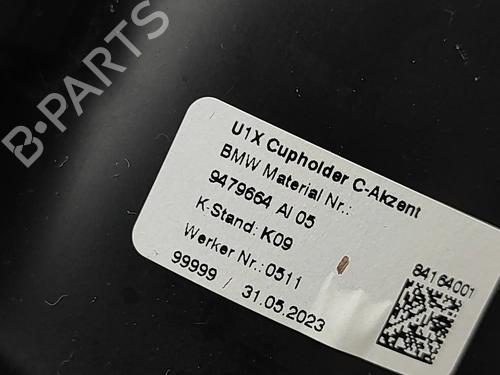 B-PARTS
U1X Cupholder C-Akzent
BMW Material Nr.:
9479664 AI 05
K-Stand: K09
Werker Nr.: 0511
99999 / 31.05.2023
84164001